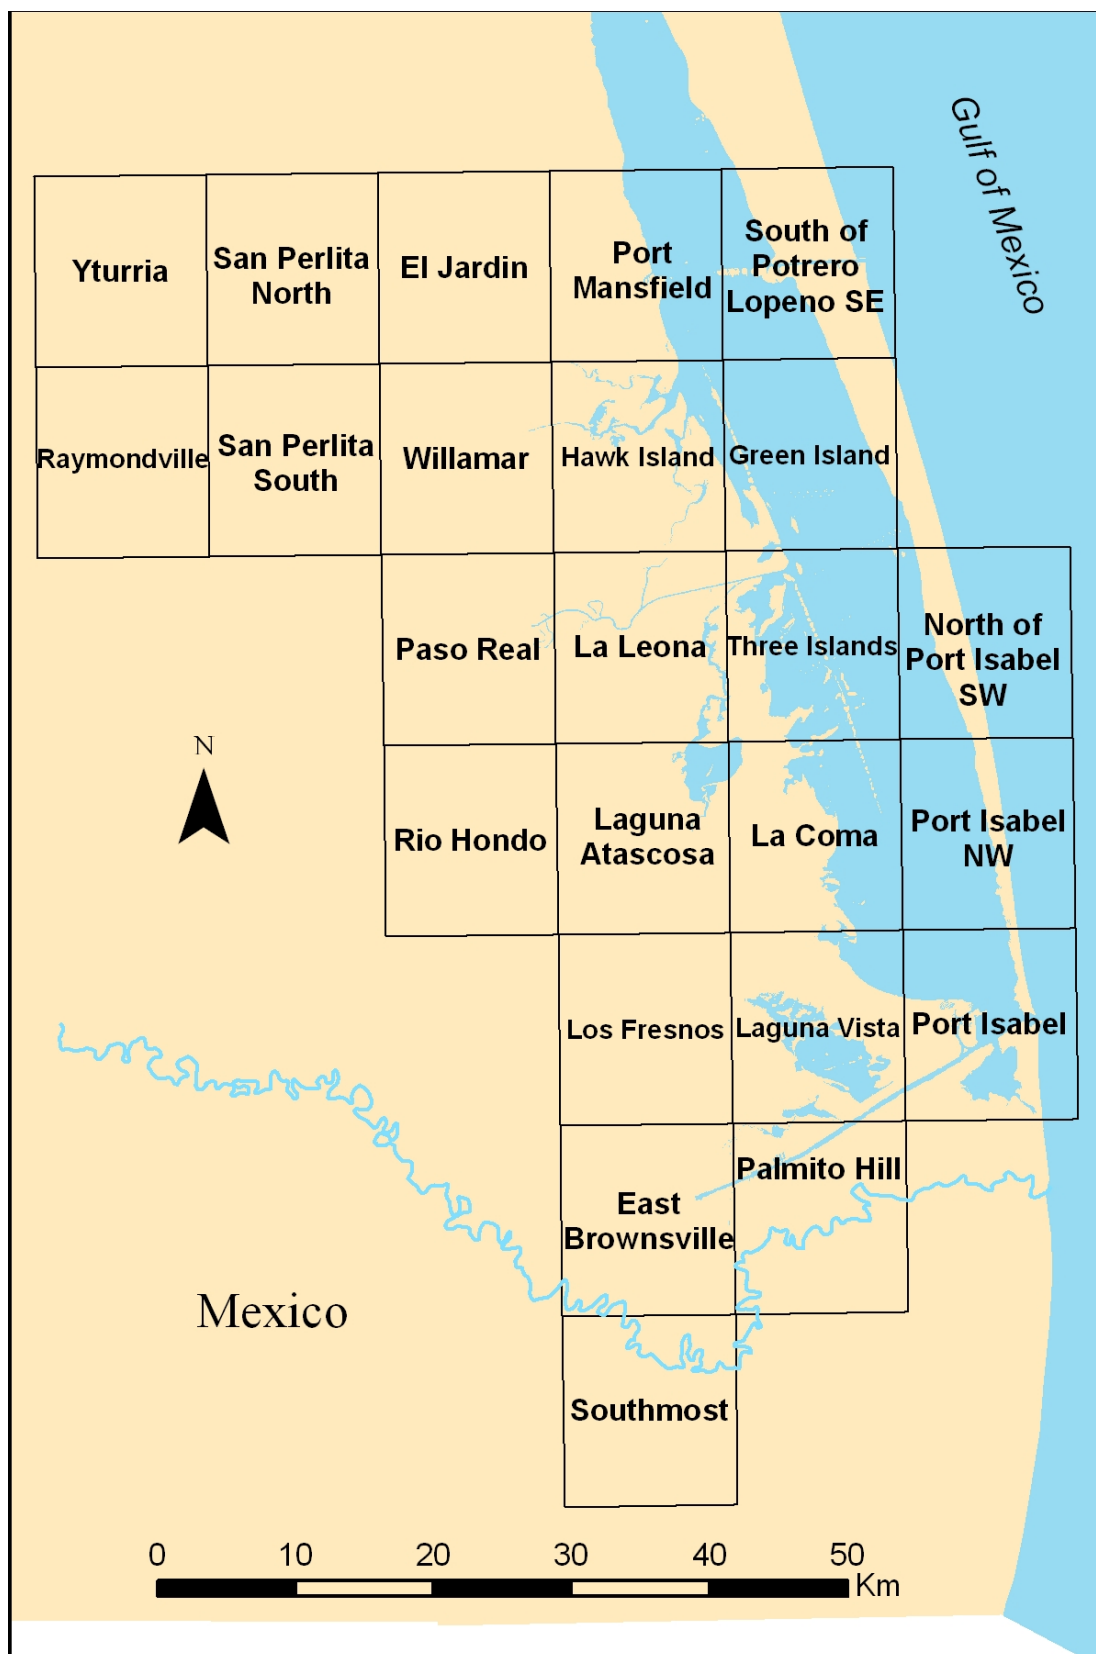 Gulf of Mexico
Yturria
San Perlita
North
El Jardin
Port
Mansfield
South of
Potrero
Lopeno SE
Raymondville
San Perlita
South
Willamar
Hawk Island
Green Island
Paso Real
La Leona
Three Islands
North of
Port Isabel
SW
N
Rio Hondo
Laguna
Atascosa
La Coma
Port Isabel
NW
Los Fresnos
Laguna Vista
Port Isabel
East
Brownsville
Palmito Hill
Mexico
Southmost
0 10 20 30 40 50
Km